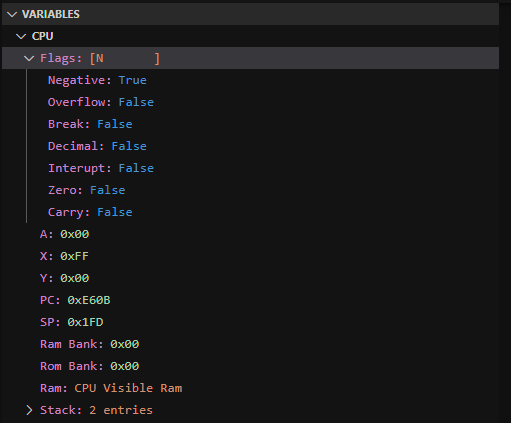 VARIABLES
CPU
Flags: [N       ]
Negative: True
Overflow: False
Break: False
Decimal: False
Interupt: False
Zero: False
Carry: False
A: 0x00
X: 0xFF
Y: 0x00
PC: 0xE60B
SP: 0x1FD
Ram Bank: 0x00
Rom Bank: 0x00
Ram: CPU Visible Ram
Stack: 2 entries